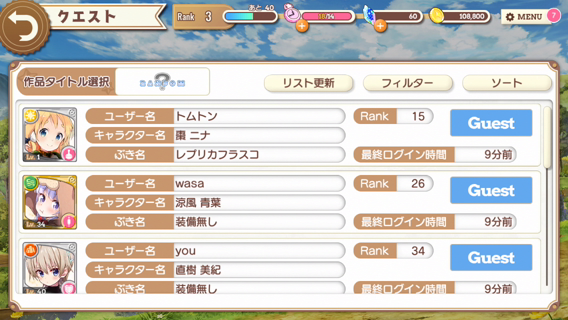 クエスト
Rank 3
あと 40
18/14
60
108,800
MENU
?
作品タイトル選択
RANDOM
リスト更新
フィルター
ソート
ユーザー名 トムトン Rank 15
キャラクター名 棗 ニナ
ぶき名 レプリカフラスコ 最終ログイン時間 9分前
Lv. 1
Guest
ユーザー名 wasa Rank 26
キャラクター名 涼風 青葉
ぶき名 装備無し 最終ログイン時間 9分前
Lv. 34
Guest
ユーザー名 you Rank 34
キャラクター名 直樹 美紀
ぶき名 装備無し 最終ログイン時間 9分前
Lv. 40
Guest